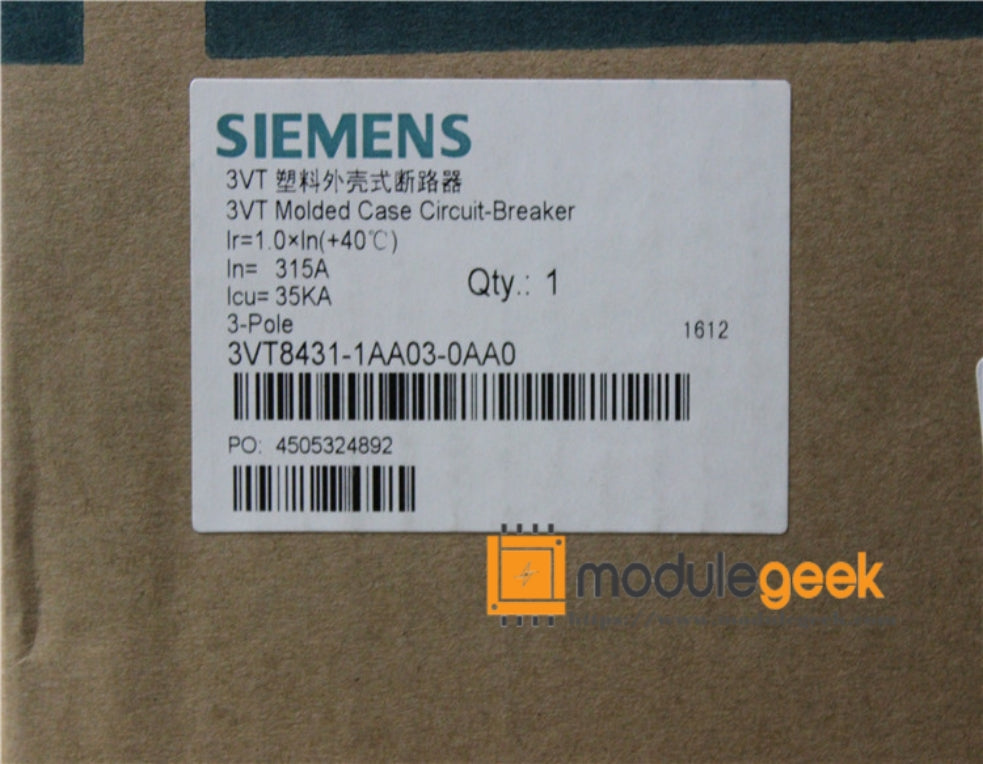 SIEMENS
3VT 塑料外壳式断路器
3VT Molded Case Circuit-Breaker
Ir=1.0×In(+40℃)
In= 315A
Qty.: 1
Icu= 35KA
3-Pole
1612
3VT8431-1AA03-0AA0
PO: 4505324892
modulegeek